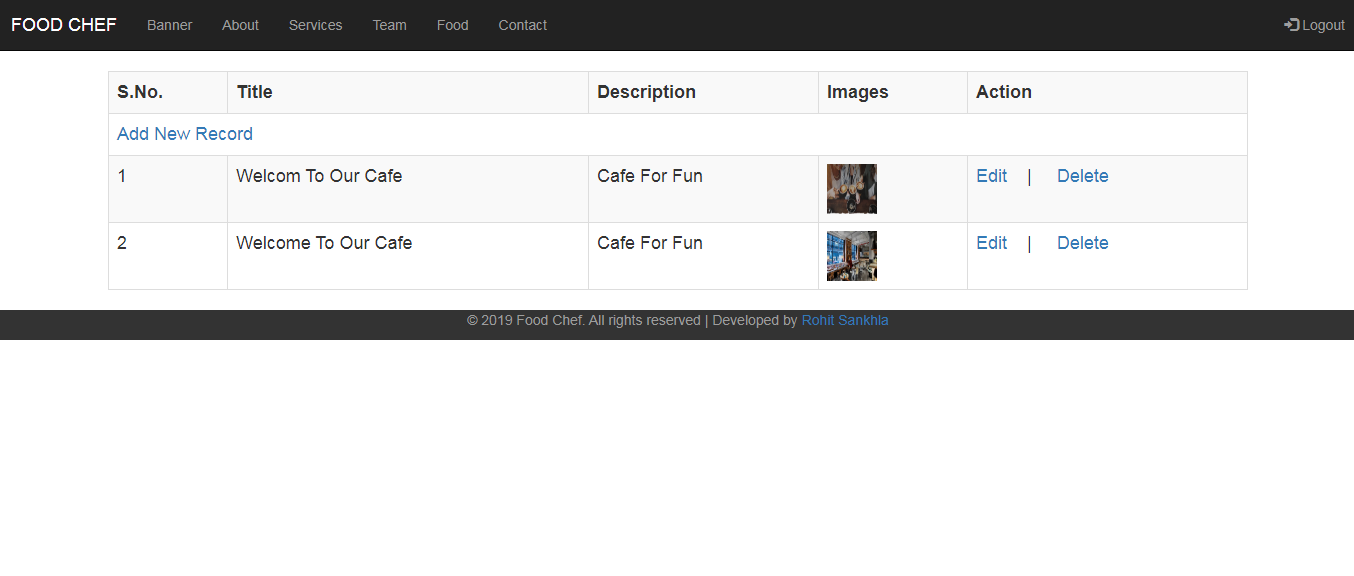 FOOD CHEF Banner About Services Team Food Contact Logout
S.No. Title Description Images Action
Add New Record
1 Welcom To Our Cafe Cafe For Fun Edit | Delete
2 Welcome To Our Cafe Cafe For Fun Edit | Delete
© 2019 Food Chef. All rights reserved | Developed by Rohit Sankhla